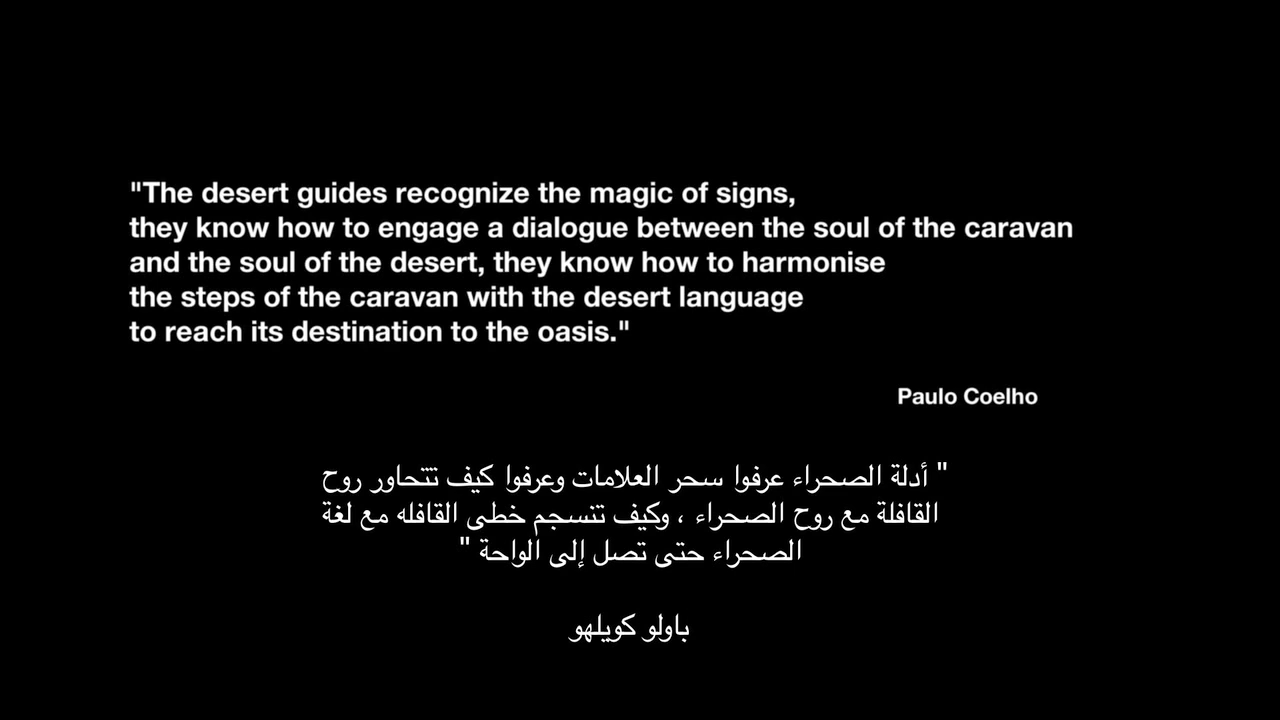 "The desert guides recognize the magic of signs,
they know how to engage a dialogue between the soul of the caravan
and the soul of the desert, they know how to harmonise
the steps of the caravan with the desert language
to reach its destination to the oasis."
Paulo Coelho
" أدلة الصحراء عرفوا سحر العلامات وعرفوا كيف تتحاور روح
القافلة مع روح الصحراء ، وكيف تنسجم خطى القافله مع لغة
الصحراء حتى تصل إلى الواحة "
باولو كويلهو